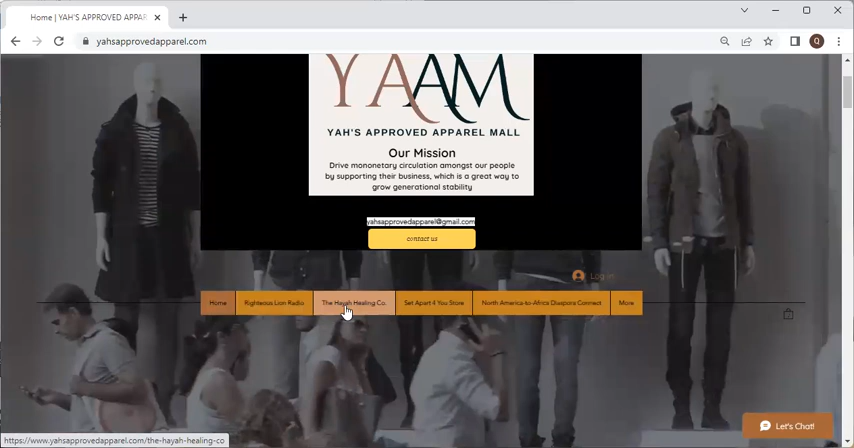 Home | YAH'S APPROVED APPAR
yahsapprovedapparel.com
Q
YAAM
YAH'S APPROVED APPAREL MALL
Our Mission
Drive mononetary circulation amongst our people
by supporting their business, which is a great way to
grow generational stability
yahsapprovedapparel@gmail.com
contact us
Log In
Home
Righteous Lion Radio
The Hayah Healing Co.
Set Apart 4 You Store
North America-to-Africa Diaspora Connect
More
Let's Chat!
https://www.yahsapprovedapparel.com/the-hayah-healing-co